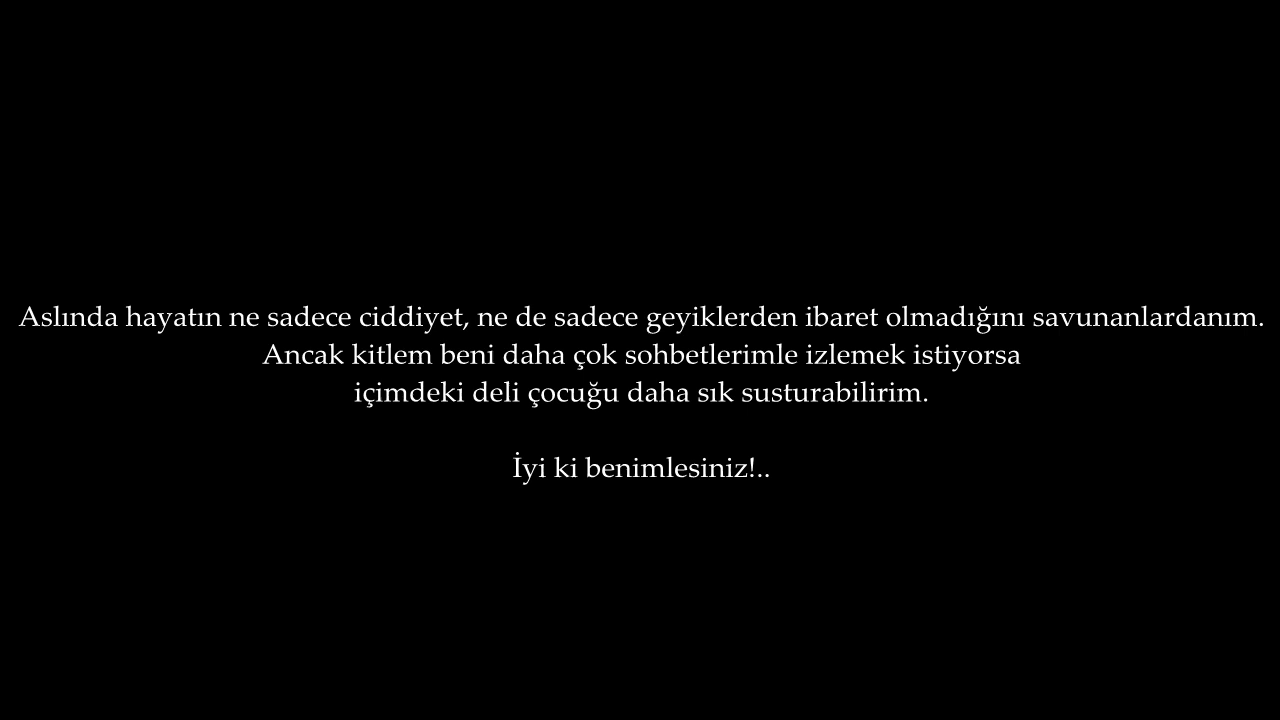 Aslında hayatın ne sadece ciddiyet, ne de sadece geyiklerden ibaret olmadığını savunanlardanım.
Ancak kitlem beni daha çok sohbetlerimle izlemek istiyorsa
içimdeki deli çocuğu daha sık susturabilirim.
İyi ki benimlesiniz!..